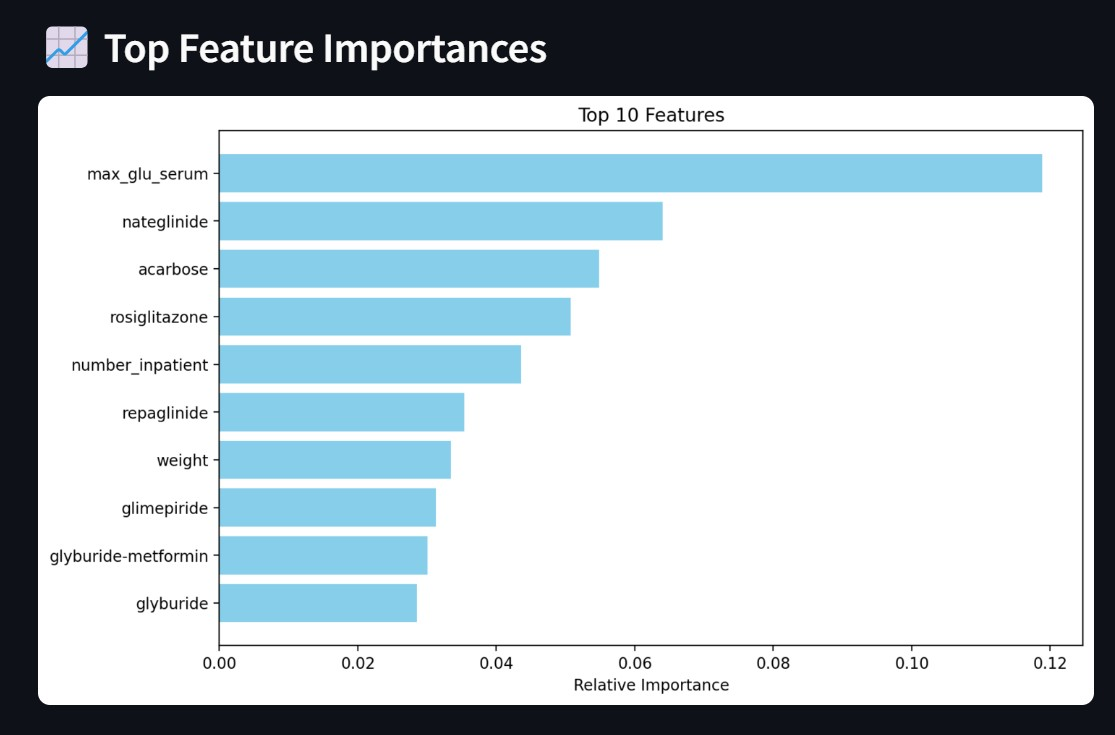 Top Feature Importances
Top 10 Features
max_glu_serum
nateglinide
acarbose
rosiglitazone
number_inpatient
repaglinide
weight
glimepiride
glyburide-metformin
glyburide
0.00 0.02 0.04 0.06 0.08 0.10 0.12
Relative Importance